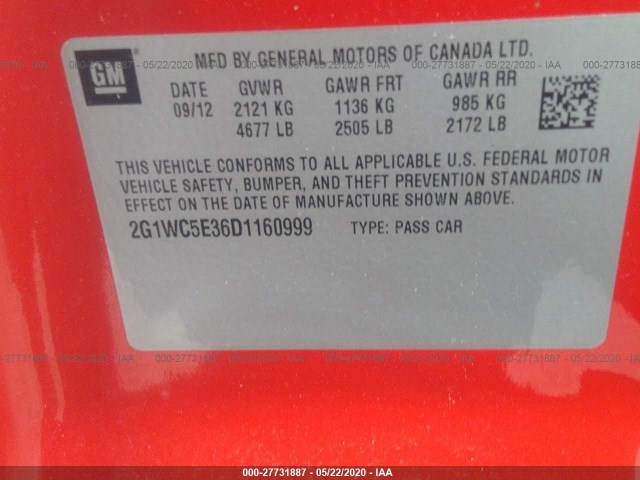 GM
MFD BY GENERAL MOTORS OF CANADA LTD.
DATE GVWR GAWR FRT GAWR RR
09/12 2121 KG 1136 KG 985 KG
4677 LB 2505 LB 2172 LB
THIS VEHICLE CONFORMS TO ALL APPLICABLE U.S. FEDERAL MOTOR
VEHICLE SAFETY, BUMPER, AND THEFT PREVENTION STANDARDS IN
EFFECT ON THE DATE OF MANUFACTURE SHOWN ABOVE.
2G1WC5E36D1160999 TYPE: PASS CAR
000-27731887 - 05/22/2020 - IAA